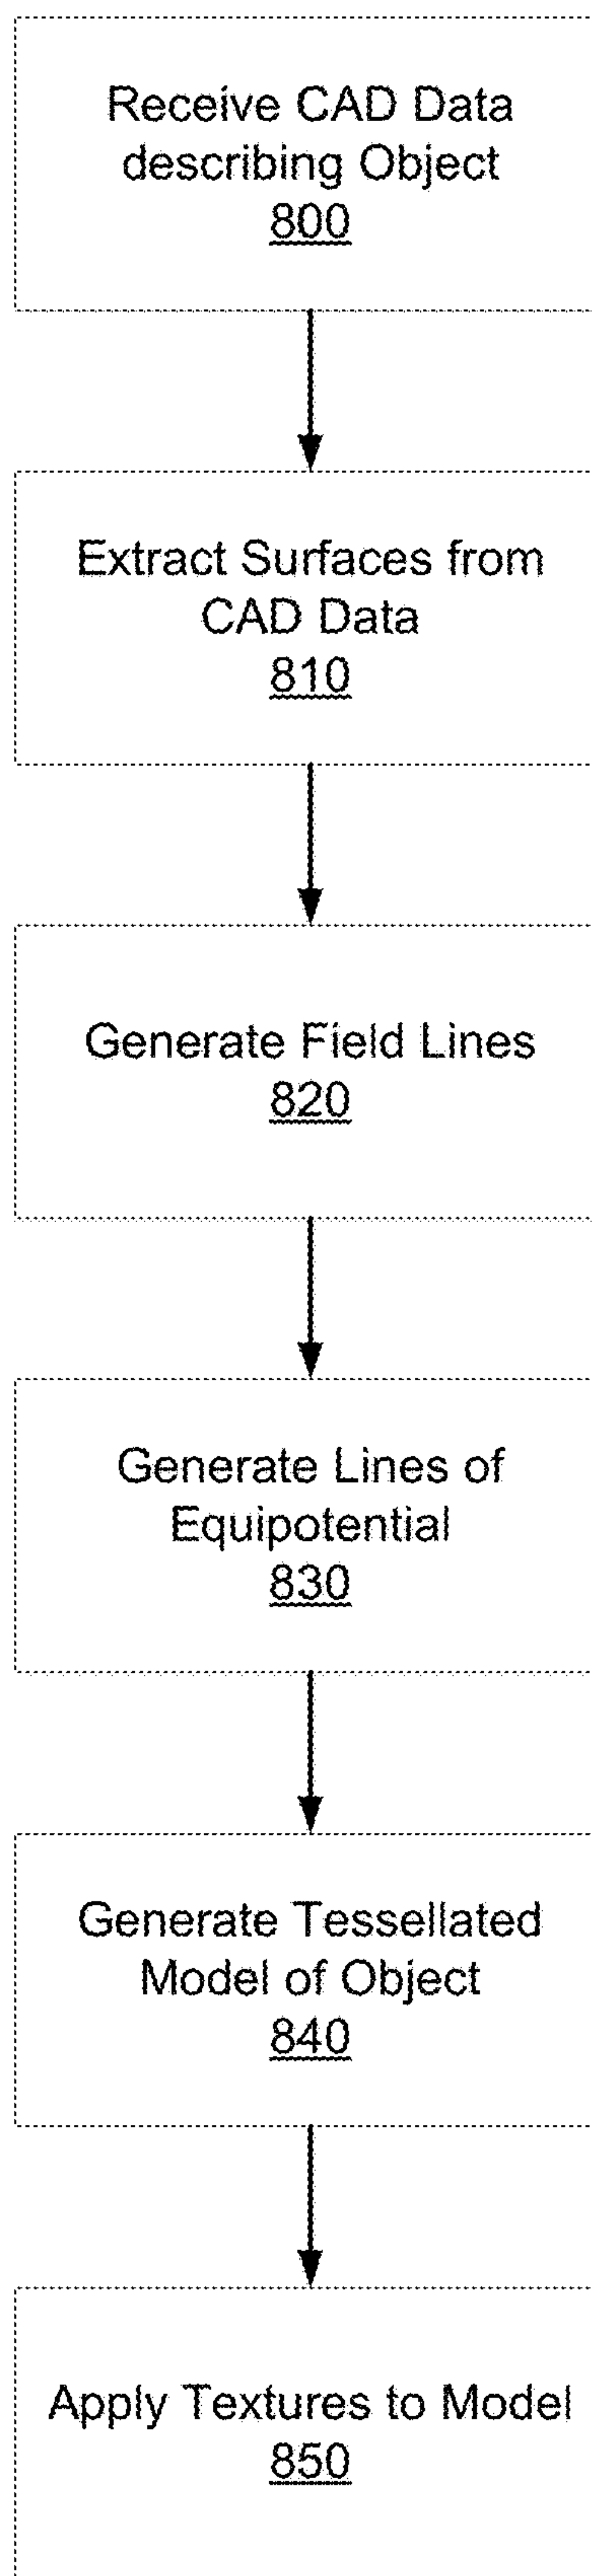 Receive CAD Data
describing Object
800
Extract Surfaces from
CAD Data
810
Generate Field Lines
820
Generate Lines of
Equipotential
830
Generate Tessellated
Model of Object
840
Apply Textures to Model
850